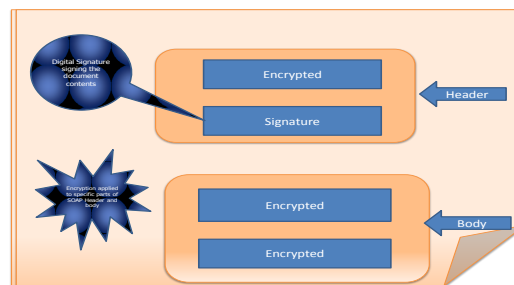 Digital Signature
signing the
document
contents
Encrypted
Header
Signature
Encryption applied
to specific parts of
SOAP Header and
body
Encrypted
Body
Encrypted